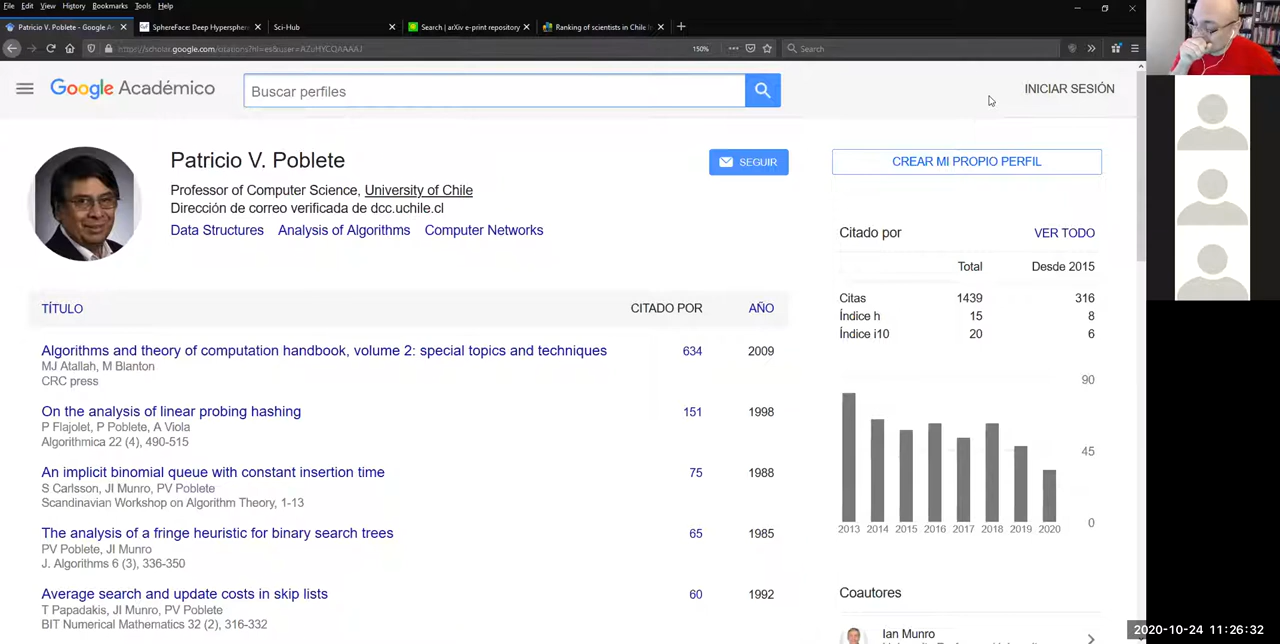 File Edit View History Bookmarks Tools Help
Patricio V. Poblete - Google A
SphereFace: Deep Hypersphere
Sci-Hub
Search | arXiv e-print repository
Ranking of scientists in Chile I
150%
Search
Google Académico
Buscar perfiles
INICIAR SESIÓN
Patricio V. Poblete
SEGUIR
CREAR MI PROPIO PERFIL
Professor of Computer Science, University of Chile
Dirección de correo verificada de dcc.uchile.cl
Data Structures Analysis of Algorithms Computer Networks
Citado por VER TODO
Total Desde 2015
Citas 1439 316
Índice h 15 8
Índice i10 20 6
90
45
0
2013 2014 2015 2016 2017 2018 2019 2020
TÍTULO CITADO POR AÑO
Algorithms and theory of computation handbook, volume 2: special topics and techniques 634 2009
MJ Atallah, M Blanton
CRC press
On the analysis of linear probing hashing 151 1998
P Flajolet, P Poblete, A Viola
Algorithmica 22 (4), 490-515
An implicit binomial queue with constant insertion time 75 1988
S Carlsson, JI Munro, PV Poblete
Scandinavian Workshop on Algorithm Theory, 1-13
The analysis of a fringe heuristic for binary search trees 65 1985
PV Poblete, JI Munro
J. Algorithms 6 (3), 336-350
Average search and update costs in skip lists 60 1992
T Papadakis, JI Munro, PV Poblete
BIT Numerical Mathematics 32 (2), 316-332
Coautores
Ian Munro
2020-10-24 11:26:32